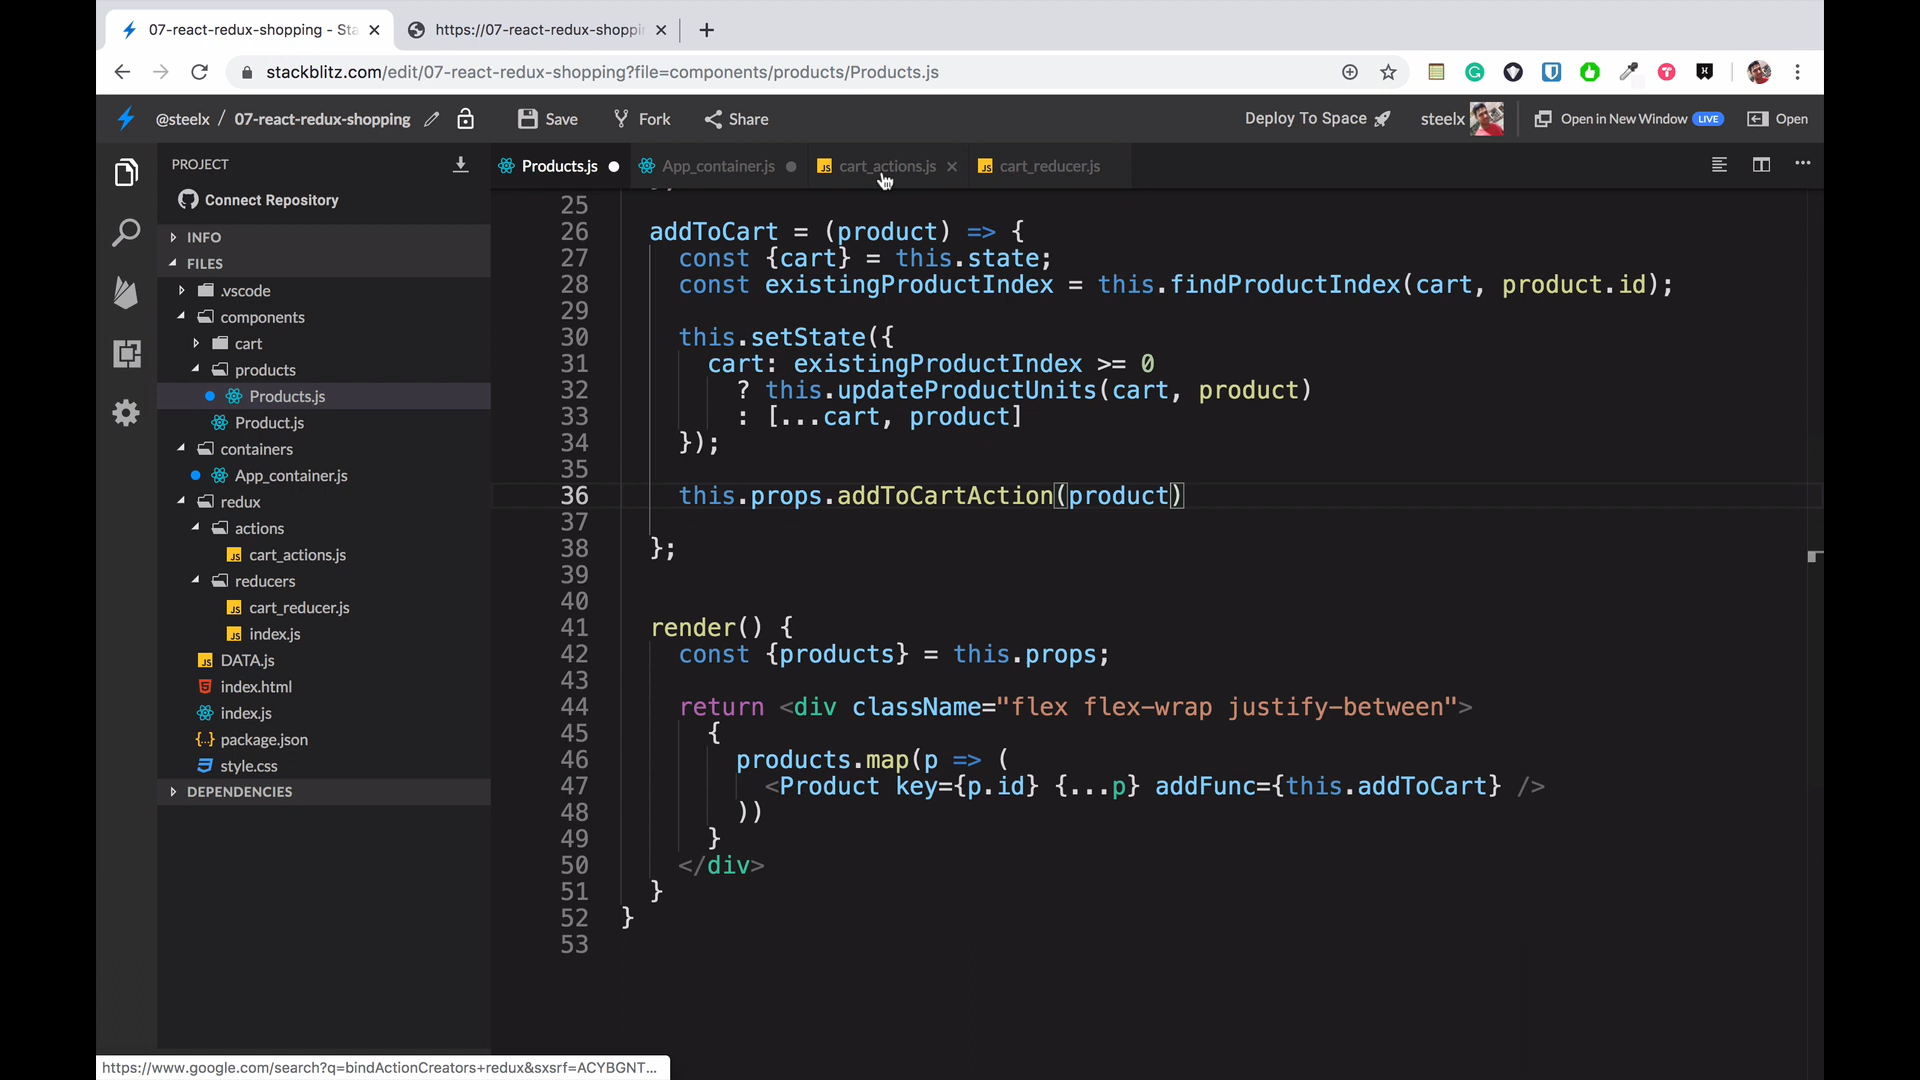 07-react-redux-shopping - Sta
https://07-react-redux-shoppi
stackblitz.com/edit/07-react-redux-shopping?file=components/products/Products.js
@steelx / 07-react-redux-shopping
Save
Fork
Share
Deploy To Space
steelx
Open in New Window LIVE
Open
PROJECT
Connect Repository
INFO
FILES
.vscode
components
cart
products
Products.js
Product.js
containers
App_container.js
redux
actions
cart_actions.js
reducers
cart_reducer.js
index.js
DATA.js
index.html
index.js
package.json
style.css
DEPENDENCIES
Products.js
App_container.js
cart_actions.js
cart_reducer.js
25
26 addToCart = (product) => {
27 const {cart} = this.state;
28 const existingProductIndex = this.findProductIndex(cart, product.id);
29
30 this.setState({
31 cart: existingProductIndex >= 0
32 ? this.updateProductUnits(cart, product)
33 : [...cart, product]
34 });
35
36 this.props.addToCartAction(product)
37
38 };
39
40
41 render() {
42 const {products} = this.props;
43
44 return <div className="flex flex-wrap justify-between">
45 {
46 products.map(p => (
47 <Product key={p.id} {...p} addFunc={this.addToCart} />
48 ))
49 }
50 </div>
51 }
52 }
53
https://www.google.com/search?q=bindActionCreators+redux&sxsrf=ACYBGNT...